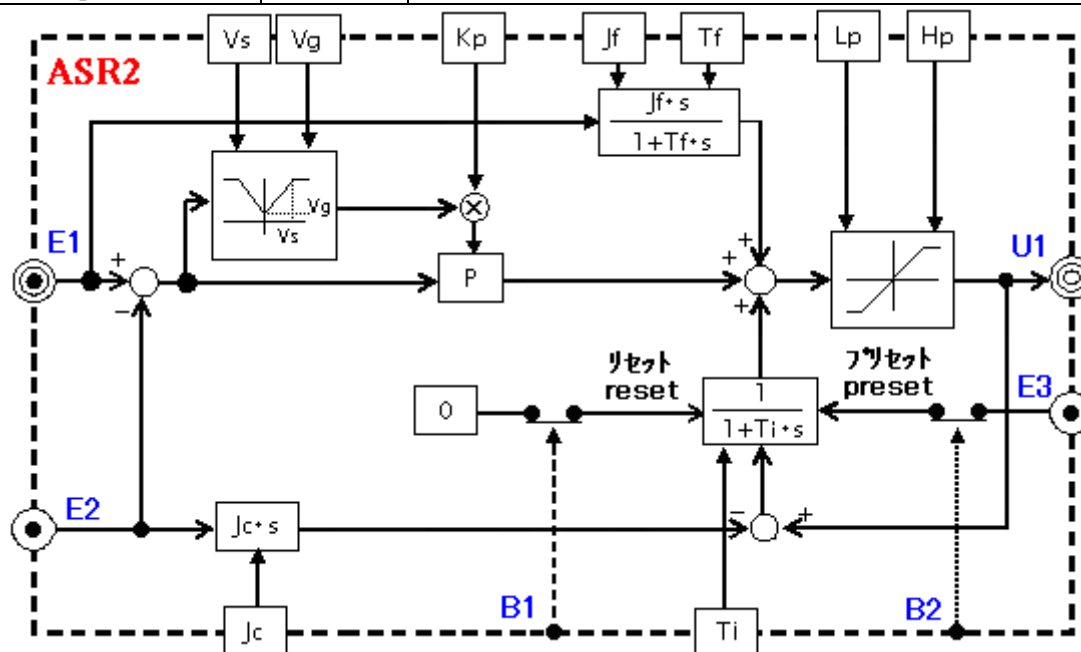 Vs Vg Kp Jf Tf Lp Hp
ASR2
Jf・s
1+Tf・s
Vg
Vs
E1
+
−
P
+
+
+
U1
リセット
reset
プリセット
preset
E3
0
1
1+Ti・s
E2
Jc・s
−
+
B1
B2
Jc
Ti